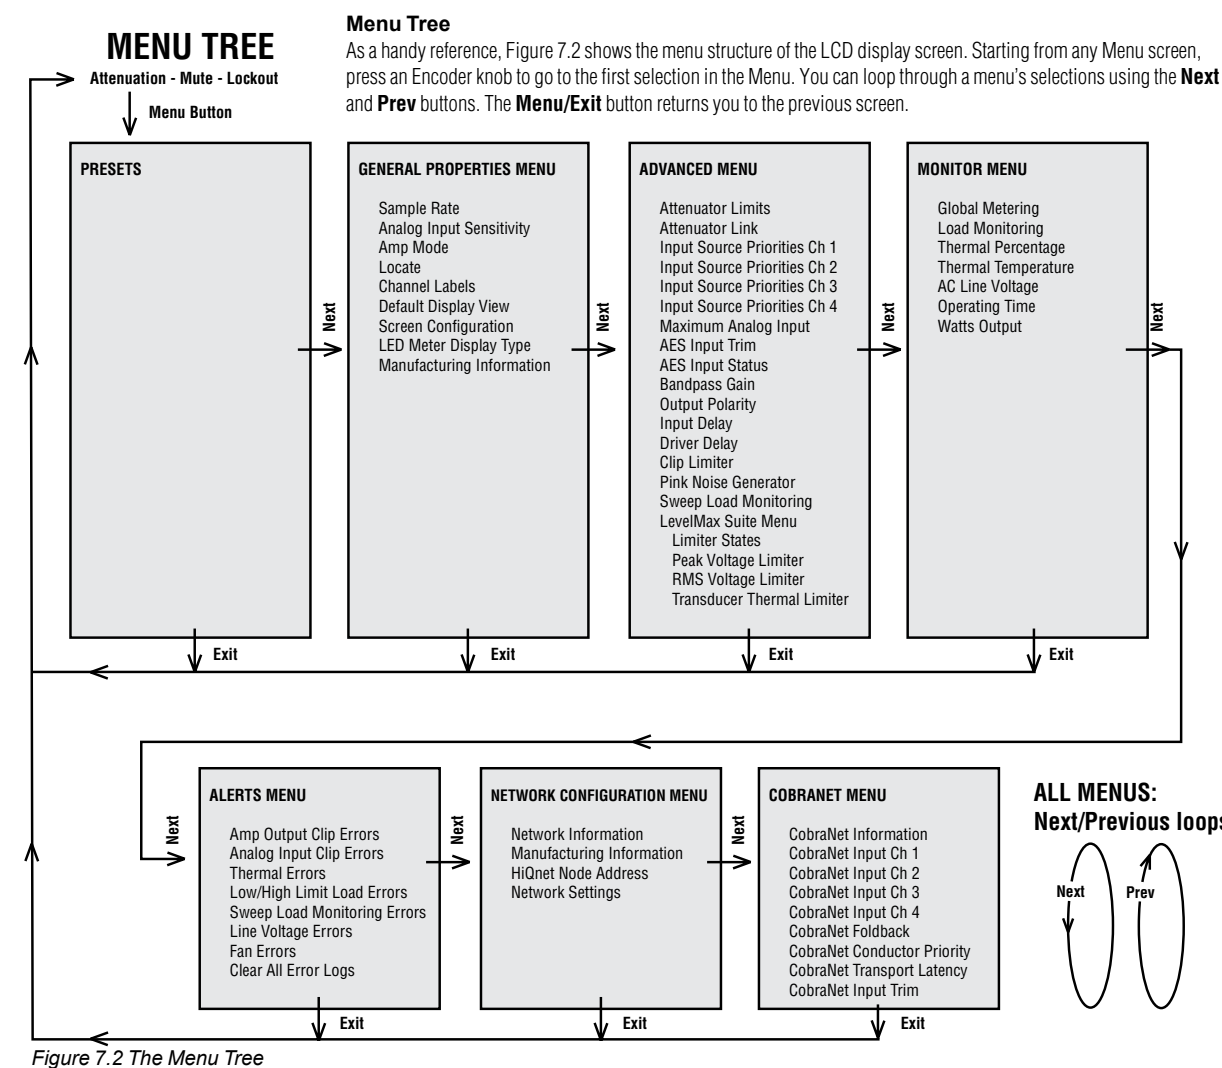 MENU TREE
Attenuation - Mute - Lockout
Menu Button
Menu Tree
As a handy reference, Figure 7.2 shows the menu structure of the LCD display screen. Starting from any Menu screen,
press an Encoder knob to go to the first selection in the Menu. You can loop through a menu's selections using the Next
and Prev buttons. The Menu/Exit button returns you to the previous screen.
PRESETS
Next
Exit
GENERAL PROPERTIES MENU
Sample Rate
Analog Input Sensitivity
Amp Mode
Locate
Channel Labels
Default Display View
Screen Configuration
LED Meter Display Type
Manufacturing Information
Next
Exit
ADVANCED MENU
Attenuator Limits
Attenuator Link
Input Source Priorities Ch 1
Input Source Priorities Ch 2
Input Source Priorities Ch 3
Input Source Priorities Ch 4
Maximum Analog Input
AES Input Trim
AES Input Status
Bandpass Gain
Output Polarity
Input Delay
Driver Delay
Clip Limiter
Pink Noise Generator
Sweep Load Monitoring
LevelMax Suite Menu
Limiter States
Peak Voltage Limiter
RMS Voltage Limiter
Transducer Thermal Limiter
Next
Exit
MONITOR MENU
Global Metering
Load Monitoring
Thermal Percentage
Thermal Temperature
AC Line Voltage
Operating Time
Watts Output
Next
Exit
Next
ALERTS MENU
Amp Output Clip Errors
Analog Input Clip Errors
Thermal Errors
Low/High Limit Load Errors
Sweep Load Monitoring Errors
Line Voltage Errors
Fan Errors
Clear All Error Logs
Next
Exit
NETWORK CONFIGURATION MENU
Network Information
Manufacturing Information
HiQnet Node Address
Network Settings
Next
Exit
COBRANET MENU
CobraNet Information
CobraNet Input Ch 1
CobraNet Input Ch 2
CobraNet Input Ch 3
CobraNet Input Ch 4
CobraNet Foldback
CobraNet Conductor Priority
CobraNet Transport Latency
CobraNet Input Trim
Exit
ALL MENUS:
Next/Previous loops
Next
Prev
Figure 7.2 The Menu Tree